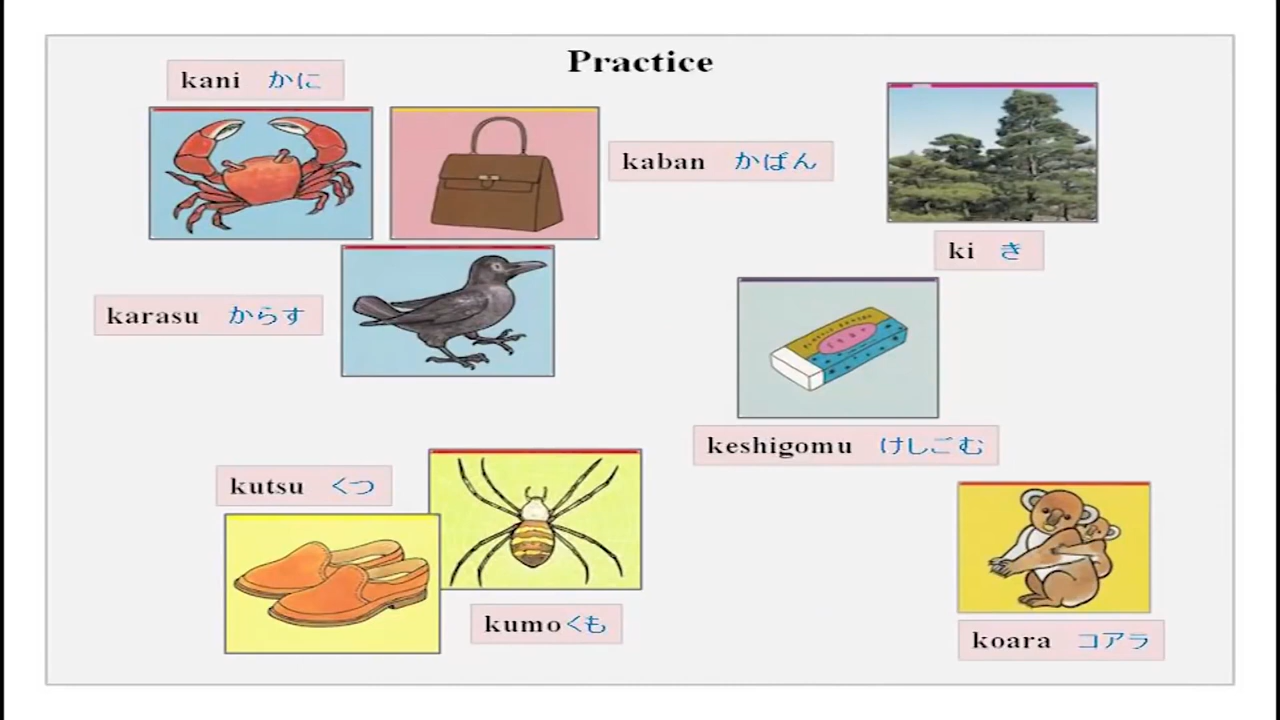 Practice
kani かに
kaban かばん
ki き
karasu からす
keshigomu けしごむ
kutsu くつ
kumo くも
koara コアラ